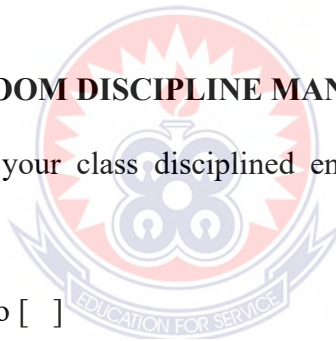 OOM DISCIPLINE MAN
your class disciplined en
o [ ]
EDUCATION FOR SERVICE